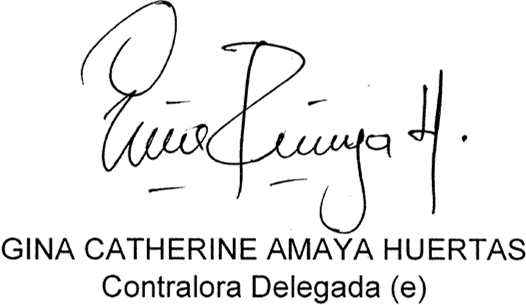 GINA CATHERINE AMAYA HUERTAS
Contralora Delegada (e)